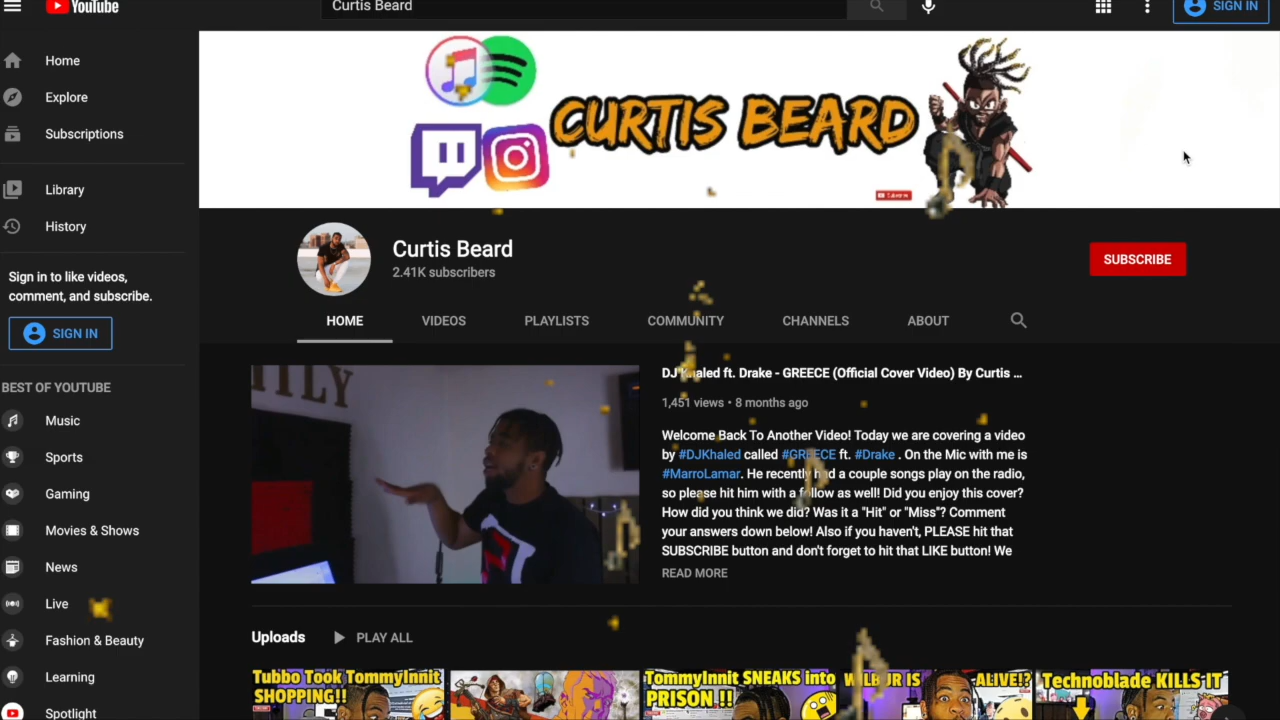 YouTube
Curtis Beard
SIGN IN
Home
Explore
Subscriptions
Library
History
Sign in to like videos,
comment, and subscribe.
SIGN IN
BEST OF YOUTUBE
Music
Sports
Gaming
Movies & Shows
News
Live
Fashion & Beauty
Learning
Spotlight
CURTIS BEARD
Curtis Beard
2.41K subscribers
SUBSCRIBE
HOME
VIDEOS
PLAYLISTS
COMMUNITY
CHANNELS
ABOUT
DJ Khaled ft. Drake - GREECE (Official Cover Video) By Curtis ...
1,451 views • 8 months ago
Welcome Back To Another Video! Today we are covering a video
by #DJKhaled called #GREECE ft. #Drake . On the Mic with me is
#MarroLamar. He recently had a couple songs play on the radio,
so please hit him with a follow as well! Did you enjoy this cover?
How did you think we did? Was it a "Hit" or "Miss"? Comment
your answers down below! Also if you haven't, PLEASE hit that
SUBSCRIBE button and don't forget to hit that LIKE button! We
READ MORE
Uploads
PLAY ALL
Tubbo Took TommyInnit
SHOPPING!!
TommyInnit SNEAKS into
PRISON !!
WILBUR IS ALIVE!?
Technoblade KILLS IT